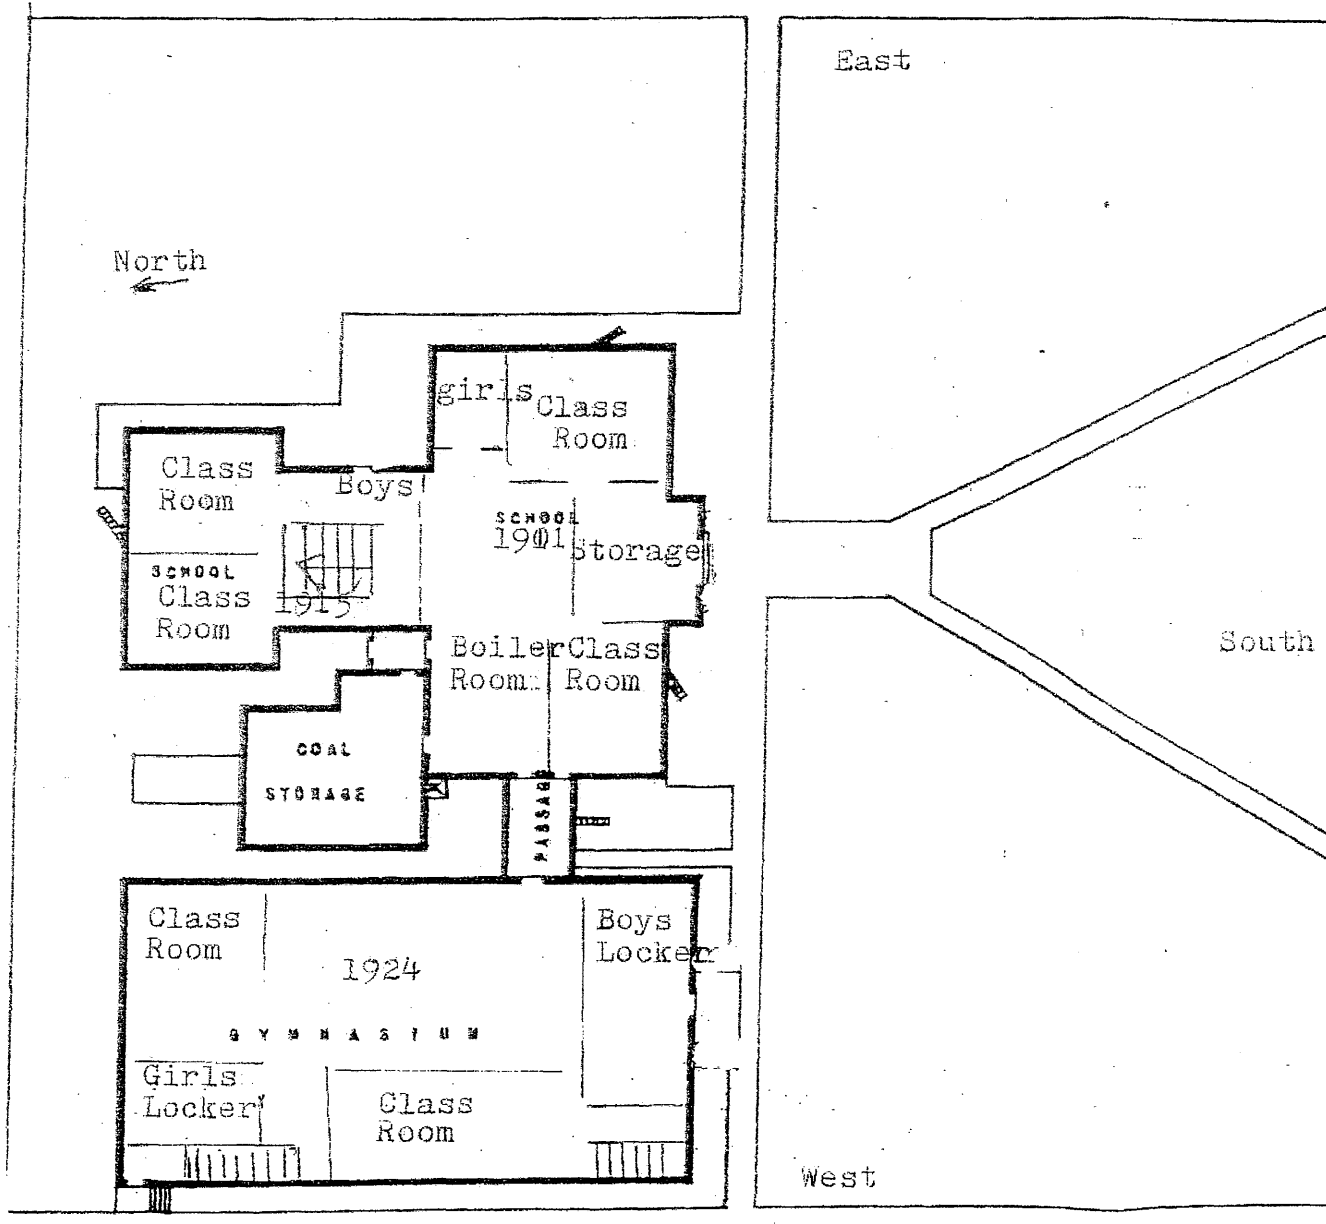 East
North
girls
Class
Room
Class
Room
Boys
SCHOOL
1901
Storage
SCHOOL
Class
Room
1915
Boiler
Room
Class
Room
COAL
STORAGE
PASSAG
Class
Room
Boys
Locker
1924
GYMNASIUM
Girls
Locker
Class
Room
South
West